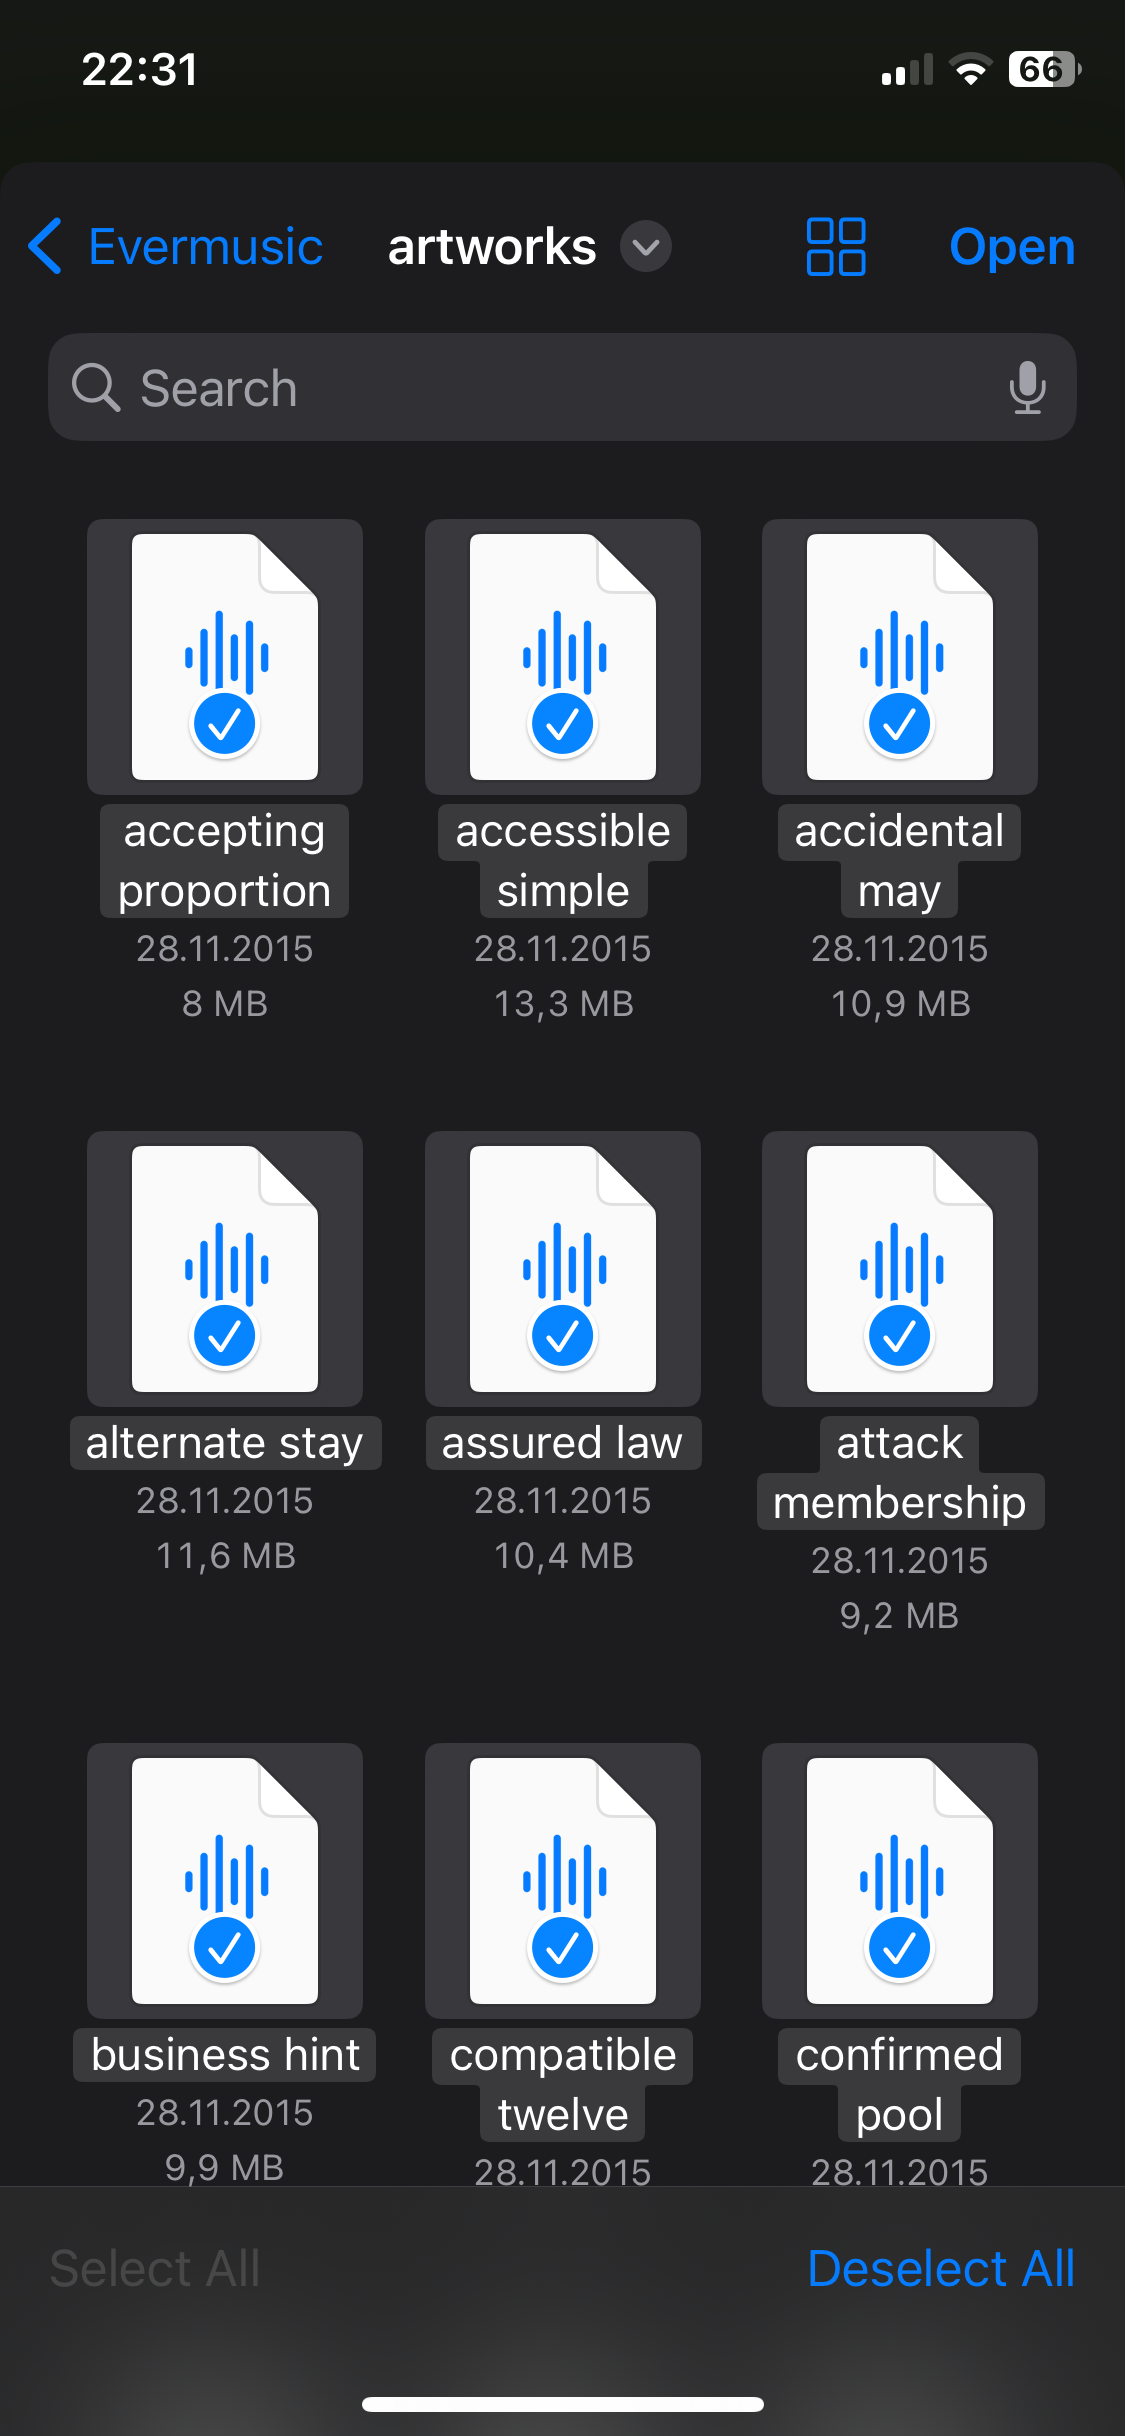 22:31
66
Evermusic
artworks
Open
Search
accepting
proportion
28.11.2015
8 MB
accessible
simple
28.11.2015
13,3 MB
accidental
may
28.11.2015
10,9 MB
alternate stay
28.11.2015
11,6 MB
assured law
28.11.2015
10,4 MB
attack
membership
28.11.2015
9,2 MB
business hint
28.11.2015
9,9 MB
compatible
twelve
28.11.2015
confirmed
pool
28.11.2015
Select All
Deselect All